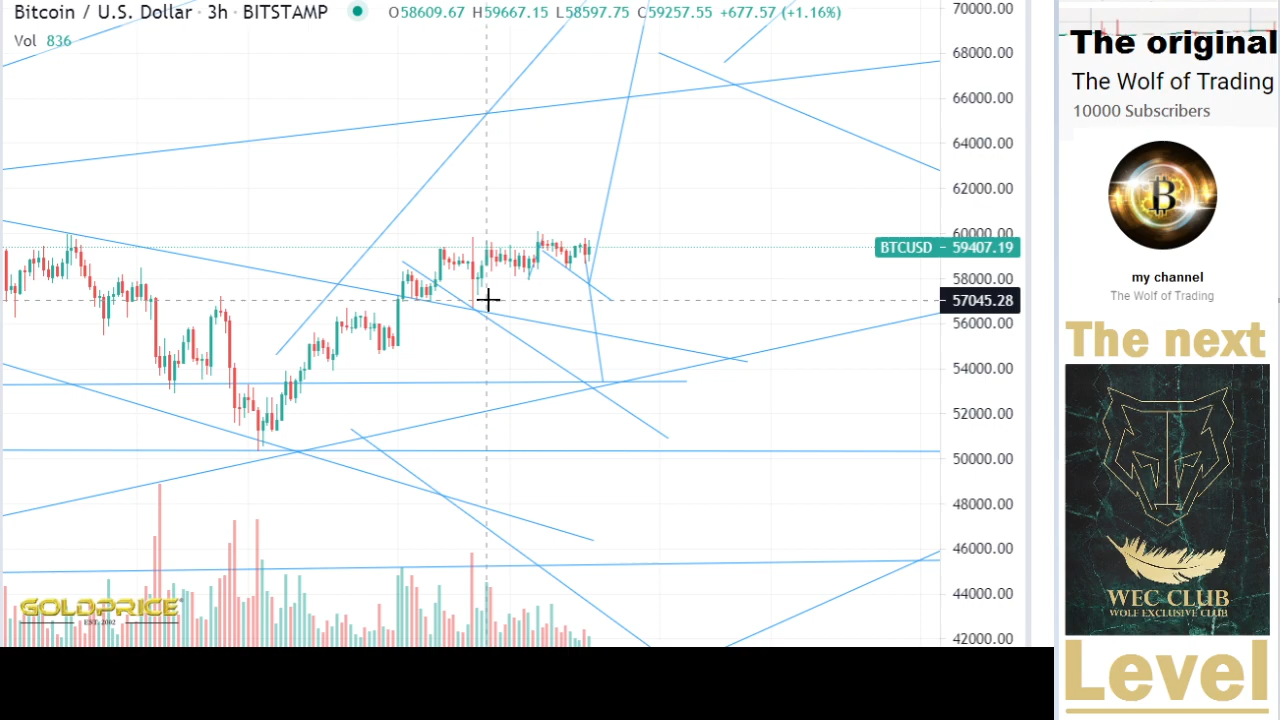 Bitcoin / U.S. Dollar · 3h · BITSTAMP O58609.67 H59667.15 L58597.75 C59257.55 +677.57 (+1.16%)
Vol 836
70000.00
68000.00
66000.00
64000.00
62000.00
60000.00
BTCUSD - 59407.19
58000.00
57045.28
56000.00
54000.00
52000.00
50000.00
48000.00
46000.00
44000.00
42000.00
GOLDPRICE
EST. 2002
The original
The Wolf of Trading
10000 Subscribers
B
my channel
The Wolf of Trading
The next
WEC CLUB
WOLF EXCLUSIVE CLUB
Level